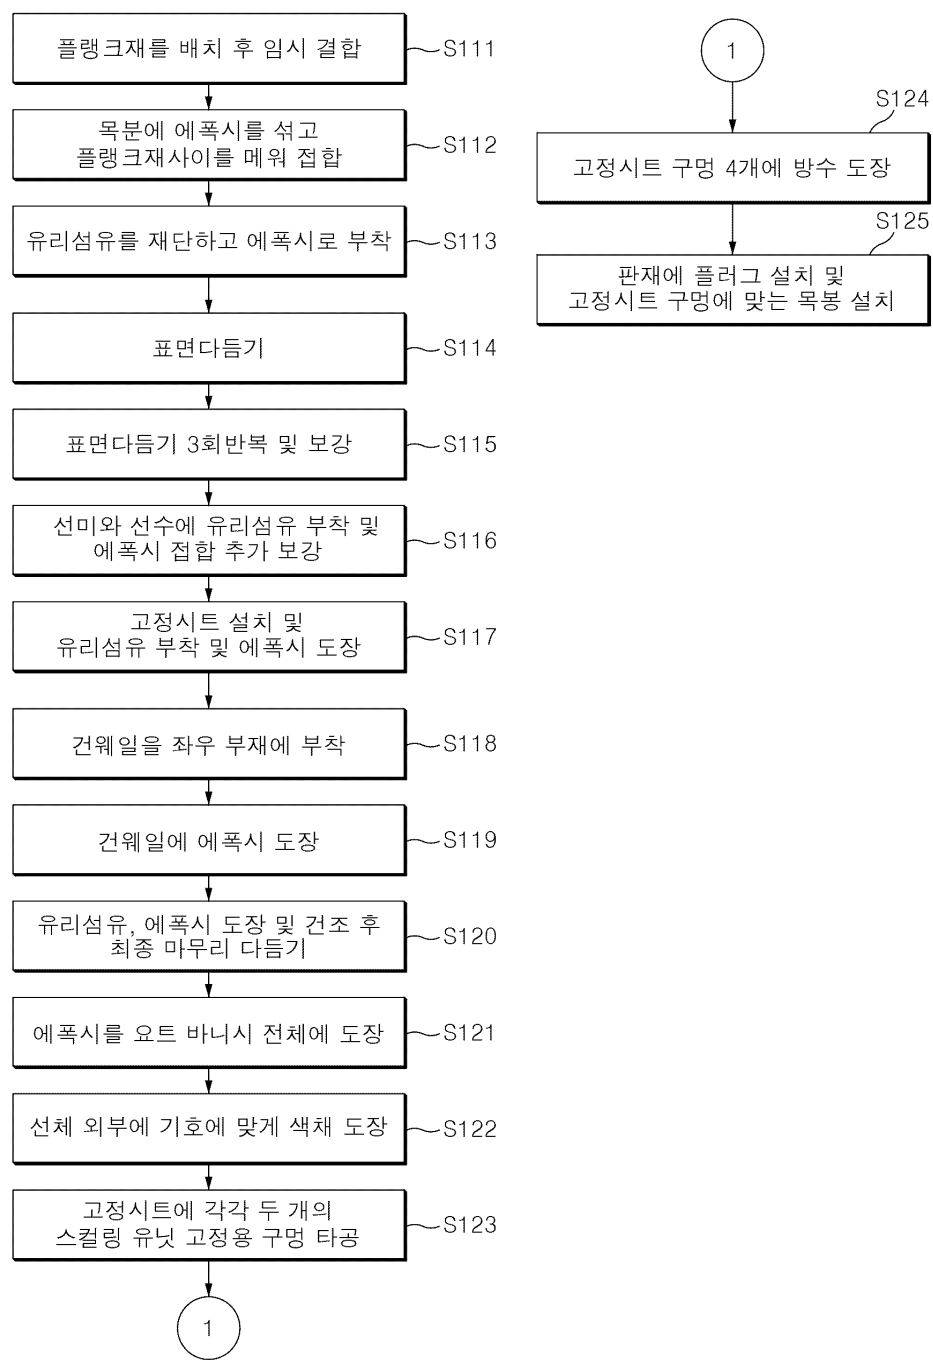 플랭크재를 배치 후 임시 결합
S111
목분에 에폭시를 섞고
플랭크재사이를 메워 접합
S112
유리섬유를 재단하고 에폭시로 부착
S113
표면다듬기
S114
표면다듬기 3회반복 및 보강
S115
선미와 선수에 유리섬유 부착 및
에폭시 접합 추가 보강
S116
고정시트 설치 및
유리섬유 부착 및 에폭시 도장
S117
건웨일을 좌우 부재에 부착
S118
건웨일에 에폭시 도장
S119
유리섬유, 에폭시 도장 및 건조 후
최종 마무리 다듬기
S120
에폭시를 요트 바니시 전체에 도장
S121
선체 외부에 기호에 맞게 색채 도장
S122
고정시트에 각각 두 개의
스컬링 유닛 고정용 구멍 타공
S123
1
1
S124
고정시트 구멍 4개에 방수 도장
S125
판재에 플러그 설치 및
고정시트 구멍에 맞는 목봉 설치